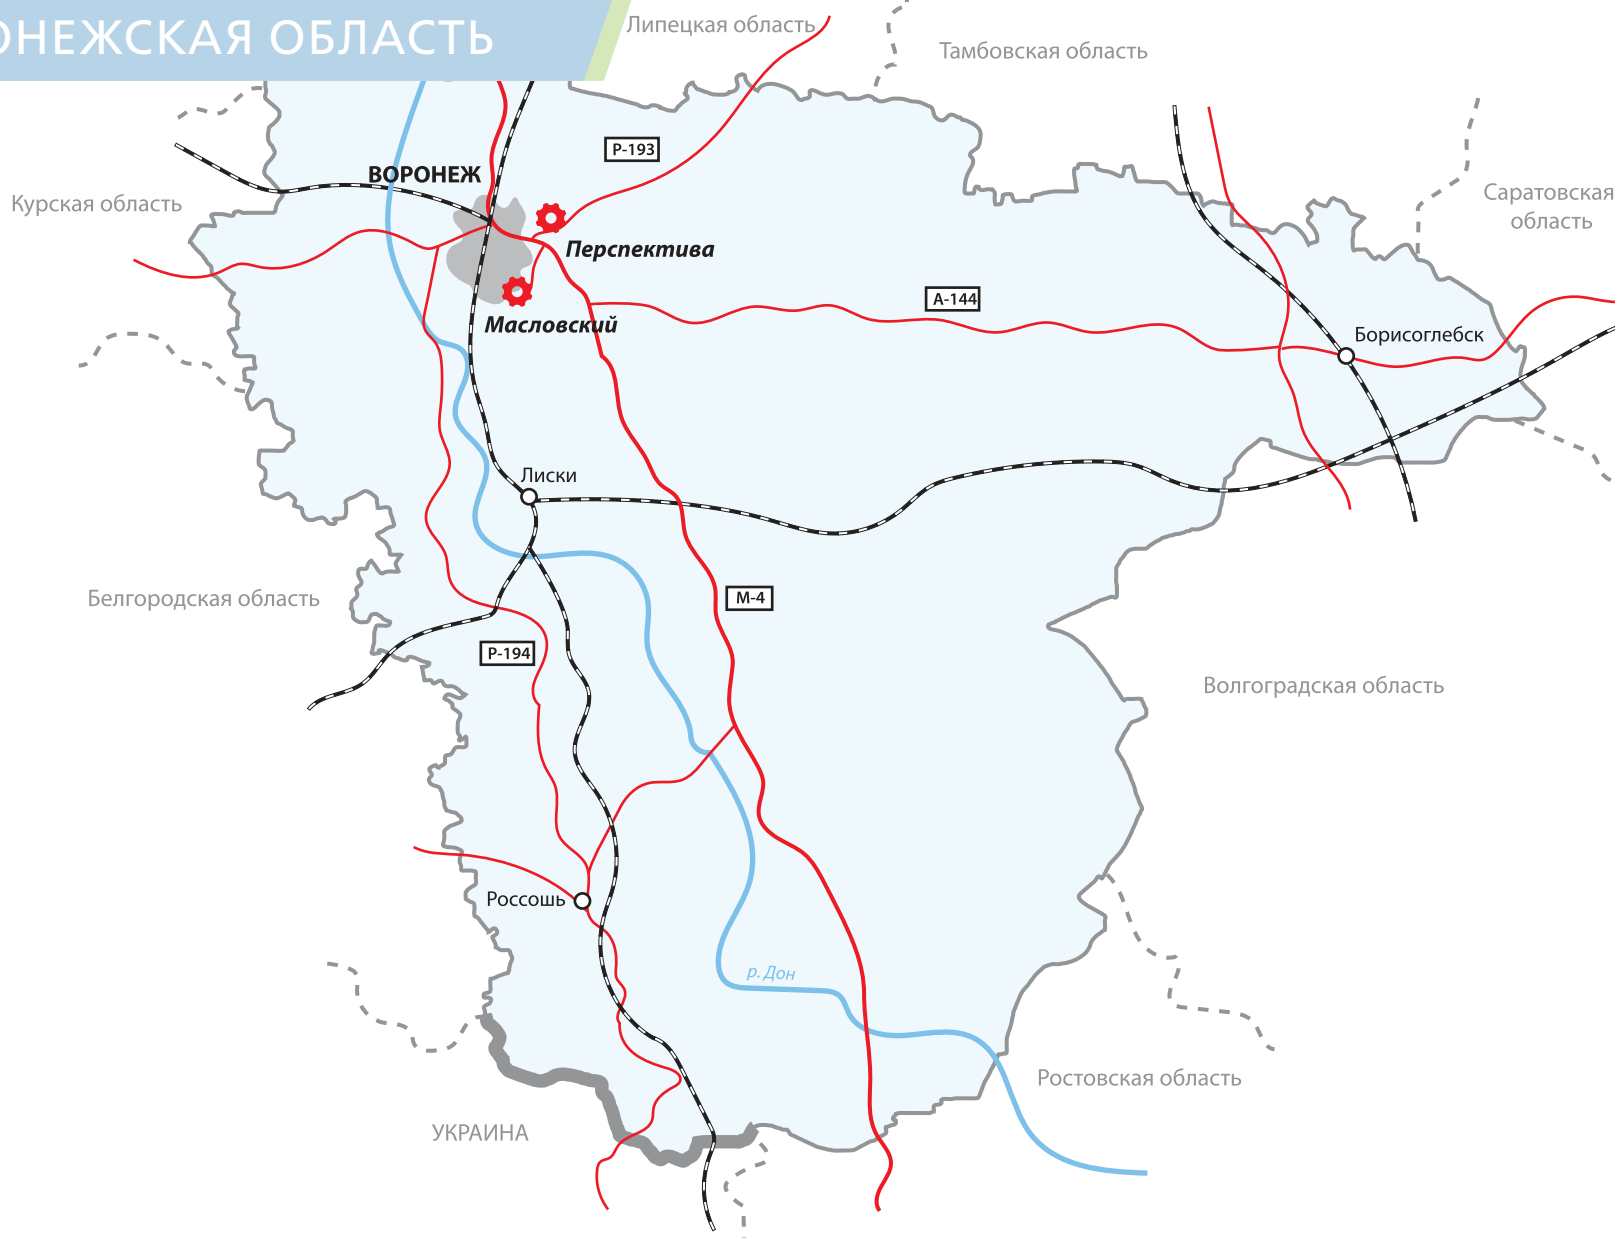 ОНЕЖСКАЯ ОБЛАСТЬ
Липецкая область
Тамбовская область
Р-193
ВОРОНЕЖ
Курская область
Саратовская
область
Перспектива
А-144
Масловский
Борисоглебск
Лиски
Белгородская область
М-4
Р-194
Волгоградская область
Россошь
р. Дон
Ростовская область
УКРАИНА